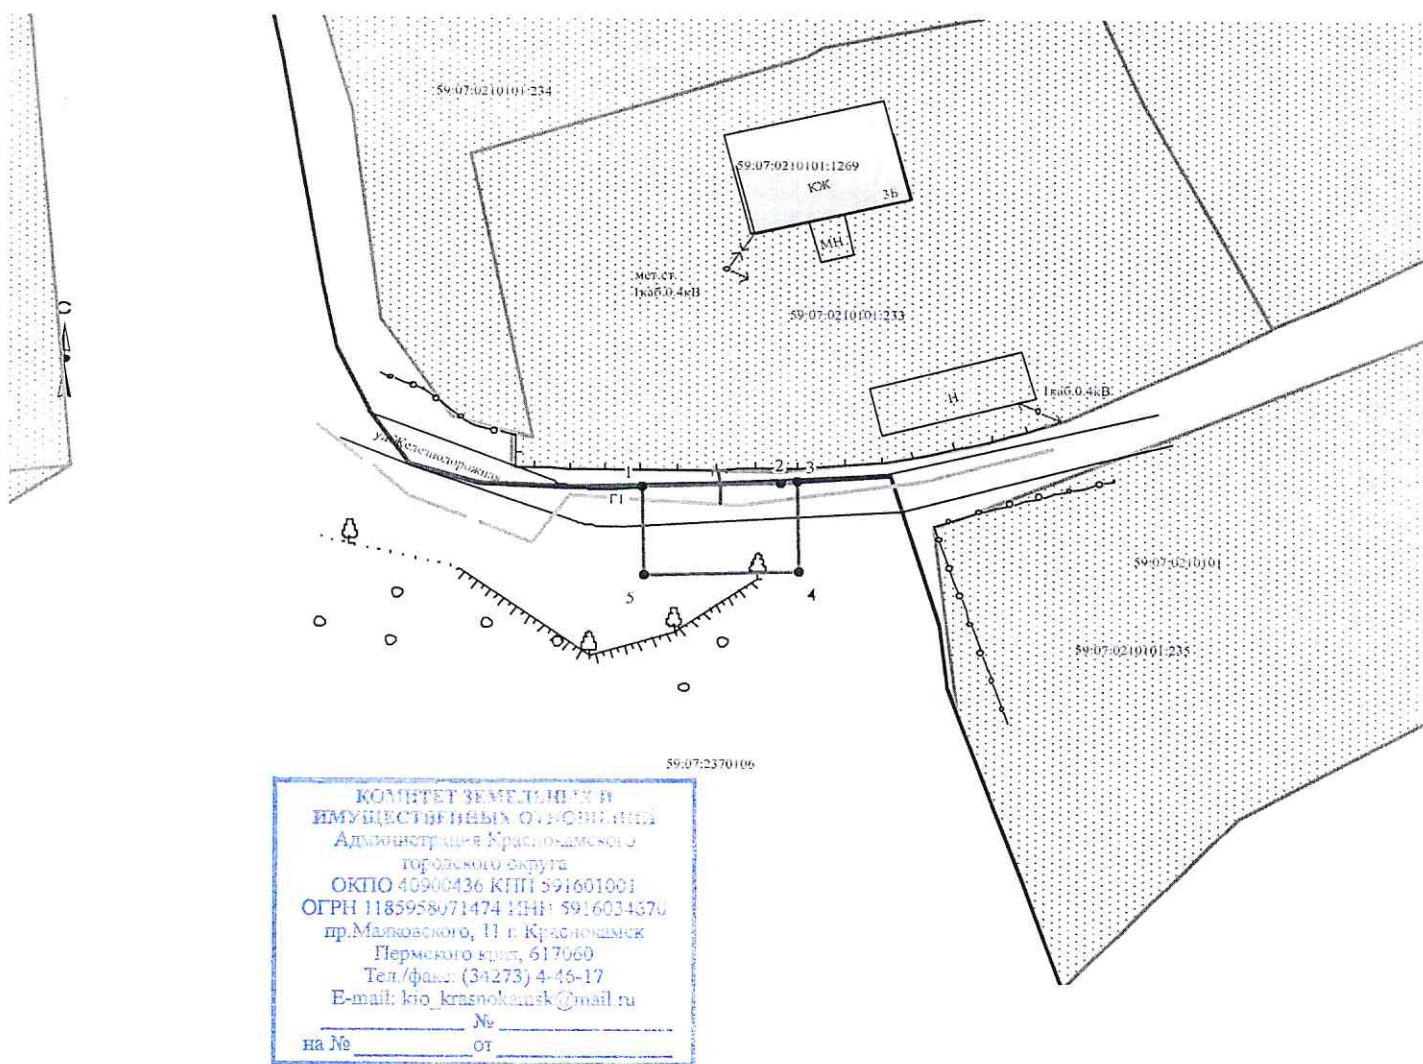 59:07:0210101:234
59:07:0210101:1269
КЖ
3Ь
МН
мет.ст.
1каб.0.4кВ
59:07:0210101:233
С
Н
1каб.0.4кВ
ул.Железнодорожная
1
2
3
Г1
5
4
59:07:0210101
59:07:0210101:235
59:07:2370106
КОМИТЕТ ЗЕМЕЛЬНЫХ И
ИМУЩЕСТВЕННЫХ ОТНОШЕНИЙ
Администрация Краснокамского
городского округа
ОКПО 40900436 КПП 591601001
ОГРН 1185958071474 ИНН 5916034670
пр.Маяковского, 11 г. Краснокамск
Пермского края, 617060
Тел./факс: (34273) 4-46-17
E-mail: kio_krasnokamsk@mail.ru
№
на № от